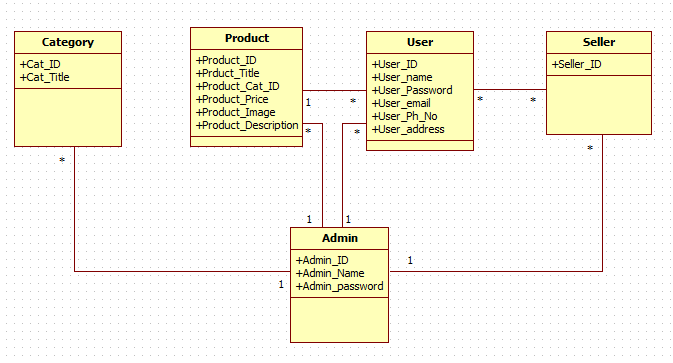 Category
+Cat_ID
+Cat_Title
Product
+Product_ID
+Prduct_Title
+Product_Cat_ID
+Product_Price
+Product_Image
+Product_Description
User
+User_ID
+User_name
+User_Password
+User_email
+User_Ph_No
+User_address
Seller
+Seller_ID
1
*
*
*
*
*
*
*
1
1
1
1
Admin
+Admin_ID
+Admin_Name
+Admin_password